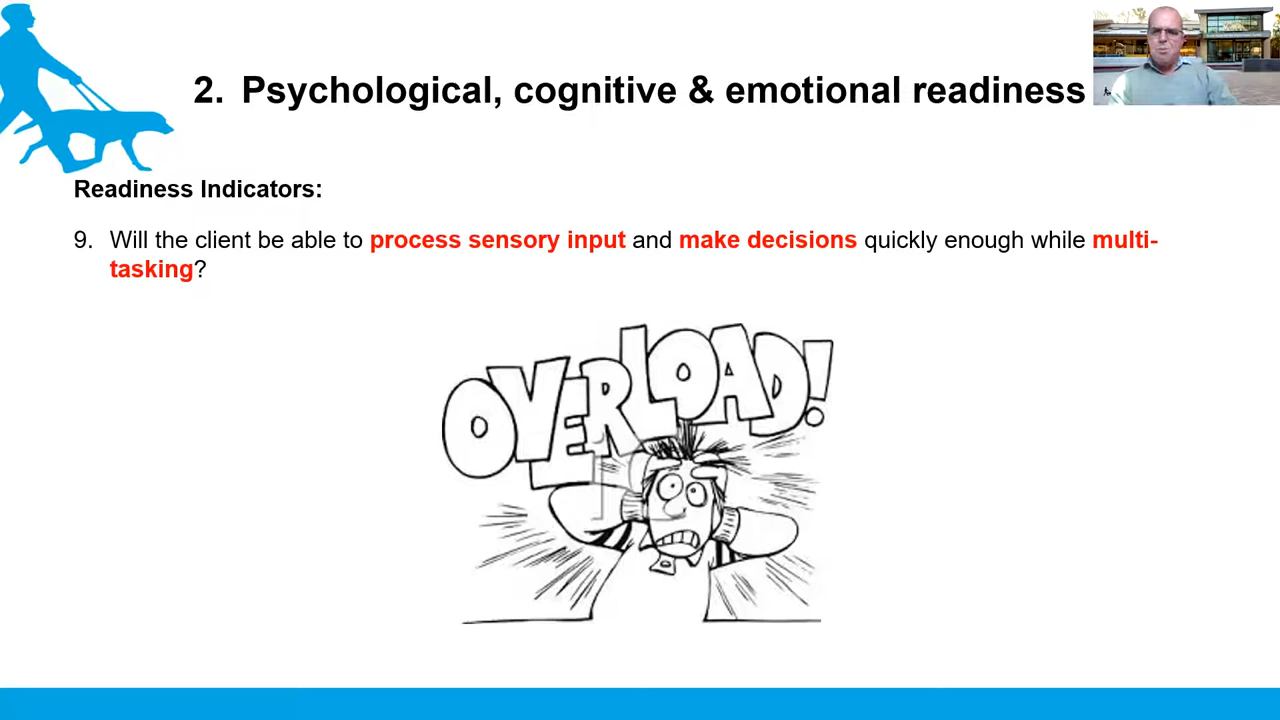 2. Psychological, cognitive & emotional readiness
Readiness Indicators:
9. Will the client be able to process sensory input and make decisions quickly enough while multi-
tasking?
OVERLOAD!